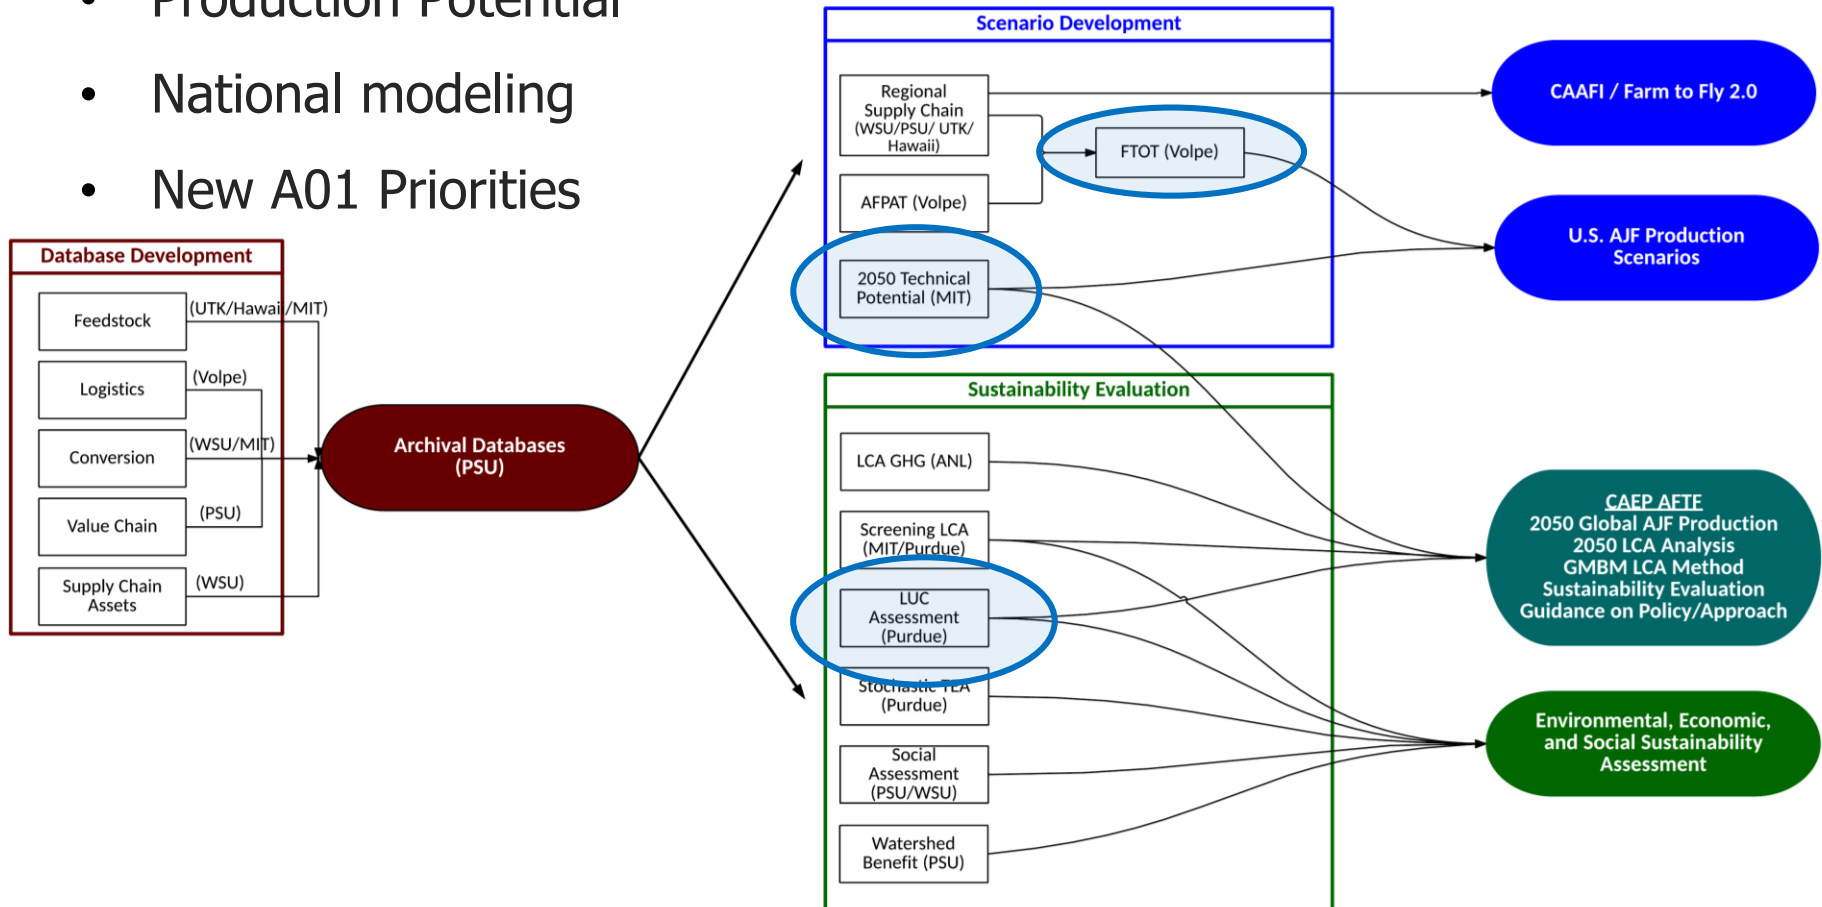 • Production Potential
• National modeling
• New A01 Priorities
Database Development
Feedstock
(UTK/Hawaii/MIT)
Logistics
(Volpe)
Conversion
(WSU/MIT)
Value Chain
(PSU)
Supply Chain
Assets
(WSU)
Archival Databases
(PSU)
Scenario Development
Regional
Supply Chain
(WSU/PSU/ UTK/
Hawaii)
FTOT (Volpe)
AFPAT (Volpe)
2050 Technical
Potential (MIT)
Sustainability Evaluation
LCA GHG (ANL)
Screening LCA
(MIT/Purdue)
LUC
Assessment
(Purdue)
Stochastic TEA
(Purdue)
Social
Assessment
(PSU/WSU)
Watershed
Benefit (PSU)
CAAFI / Farm to Fly 2.0
U.S. AJF Production
Scenarios
CAEP AFTF
2050 Global AJF Production
2050 LCA Analysis
GMBM LCA Method
Sustainability Evaluation
Guidance on Policy/Approach
Environmental, Economic,
and Social Sustainability
Assessment